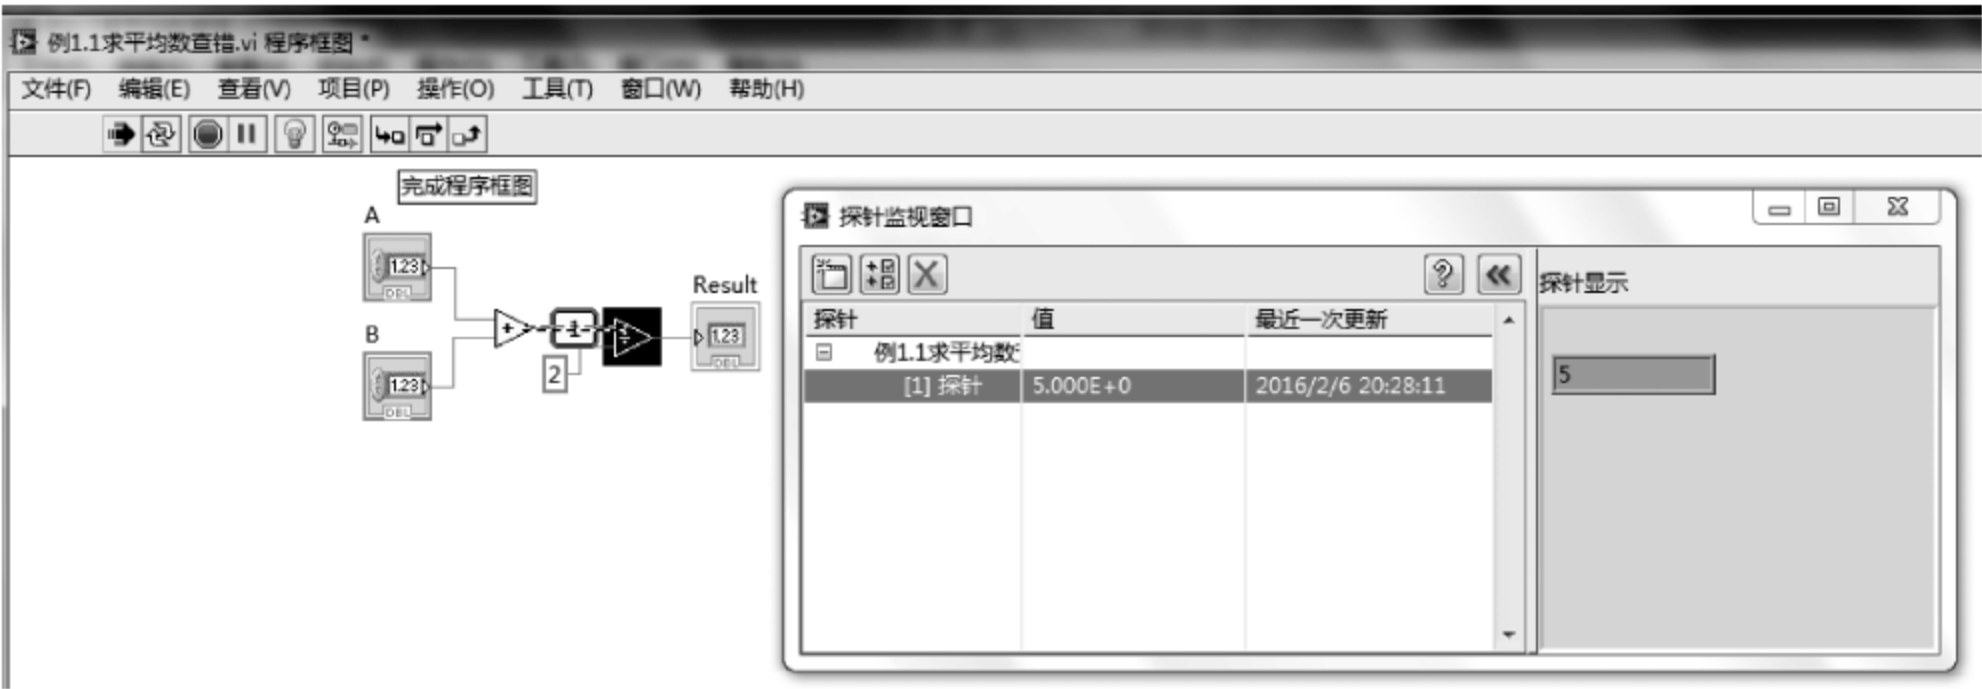 例1.1求平均数查错.vi 程序框图 *
文件(F) 编辑(E) 查看(V) 项目(P) 操作(O) 工具(T) 窗口(W) 帮助(H)
完成程序框图
A
1.23
DBL
B
1.23
DBL
1
2
Result
1.23
DBL
探针监视窗口
探针 值 最近一次更新
例1.1求平均数
[1] 探针 5.000E+0 2016/2/6 20:28:11
探针显示
5